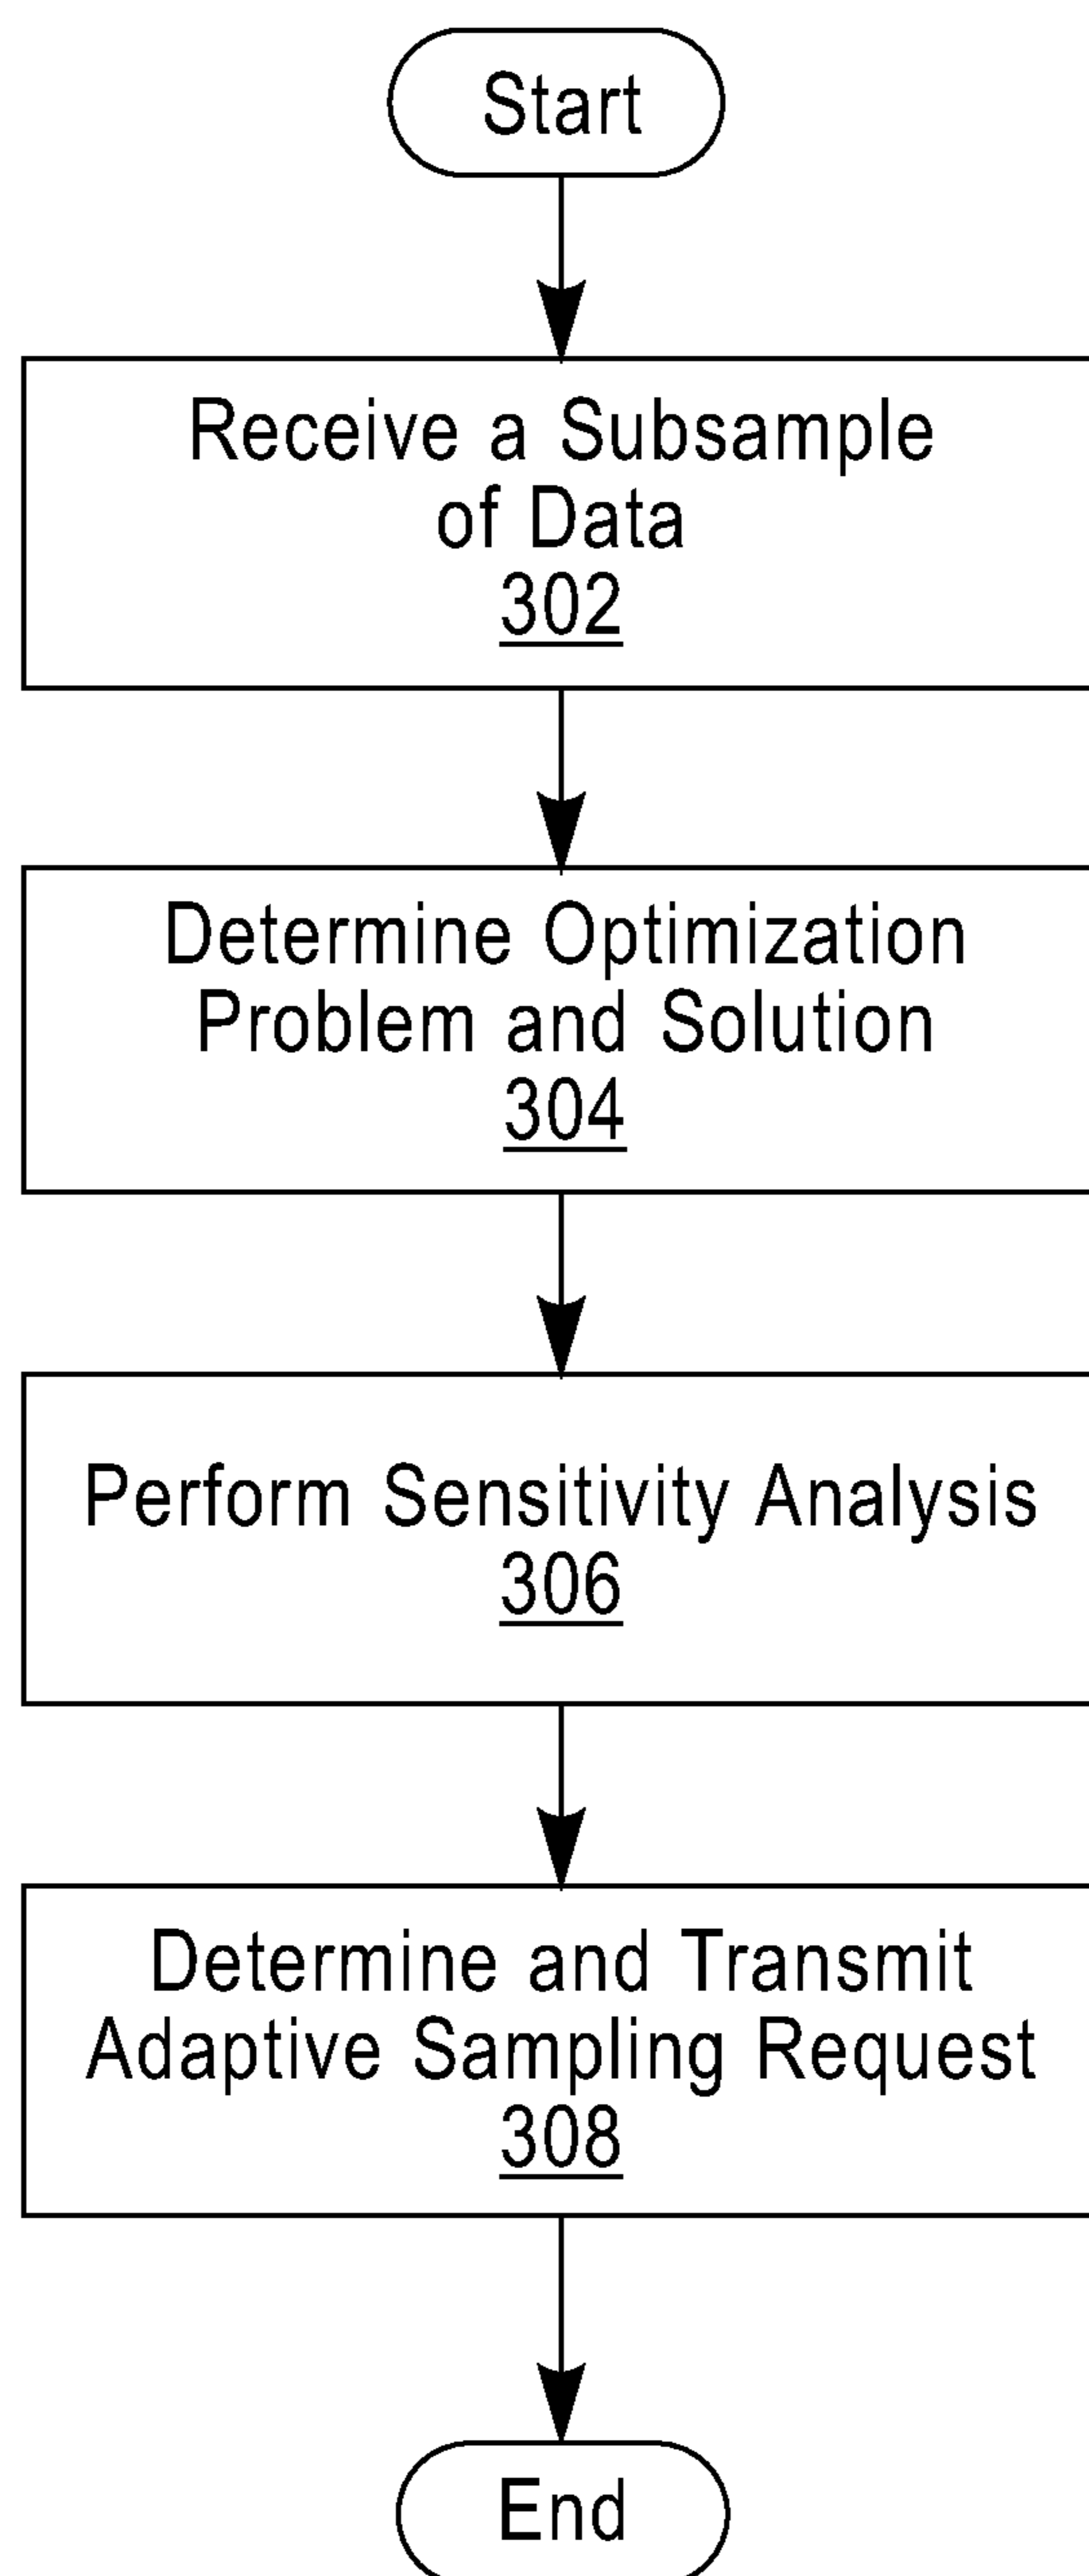 Start
Receive a Subsample
of Data
302
Determine Optimization
Problem and Solution
304
Perform Sensitivity Analysis
306
Determine and Transmit
Adaptive Sampling Request
308
End